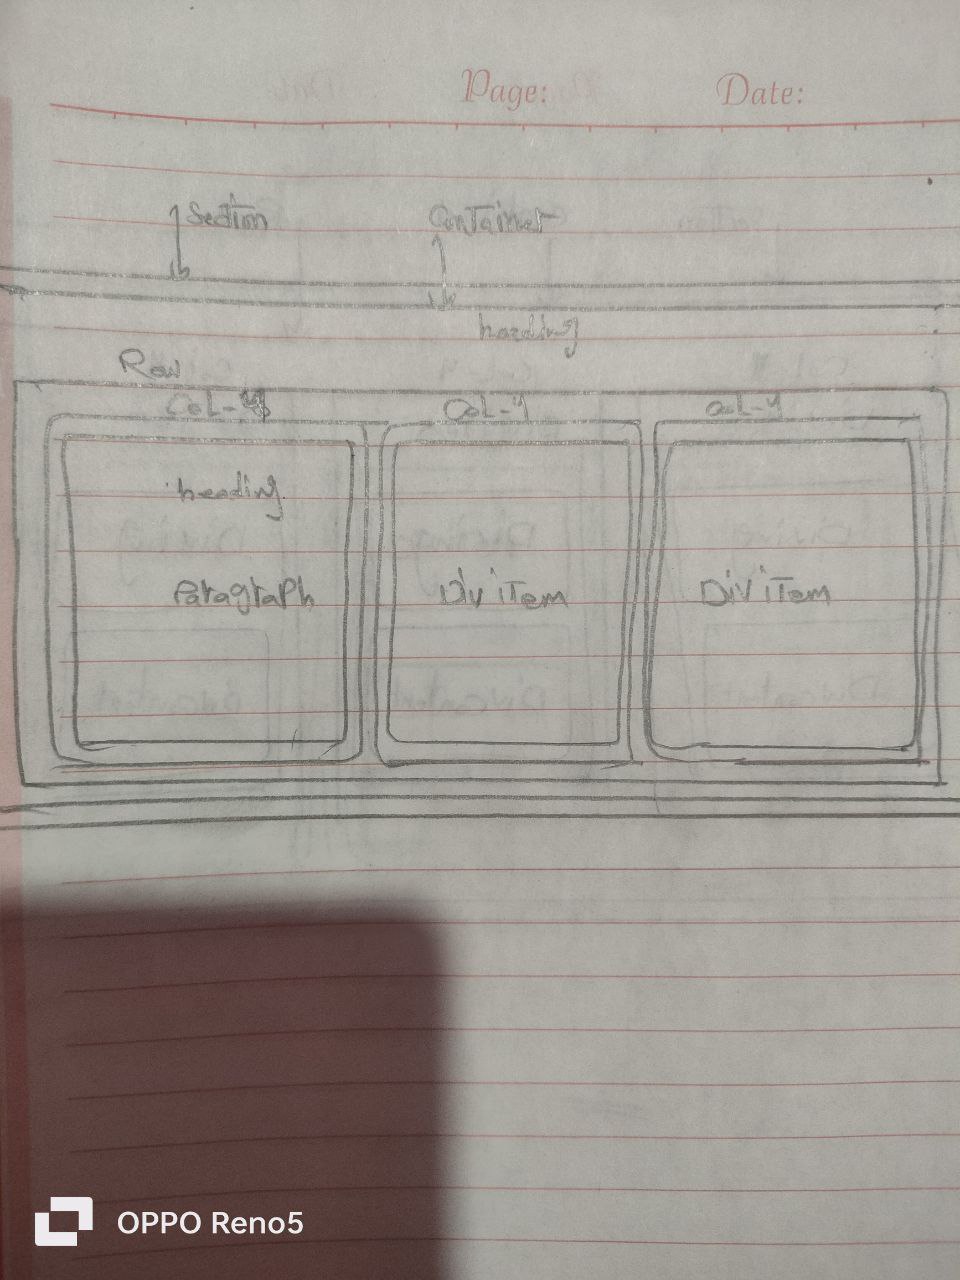 Page: Date:
Section Container
heading
Row
Col-4 Col-4 Col-4
heading
Paragraph Div iTem Div iTem
OPPO Reno5